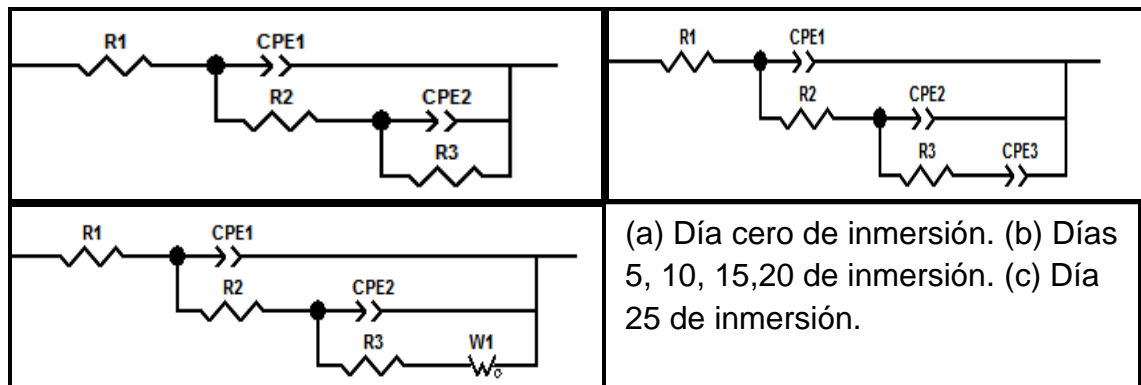 R1
CPE1
R2
CPE2
R3
R1
CPE1
R2
CPE2
R3
CPE3
R1
CPE1
R2
CPE2
R3
W1
o
(a) Día cero de inmersión. (b) Días
5, 10, 15,20 de inmersión. (c) Día
25 de inmersión.